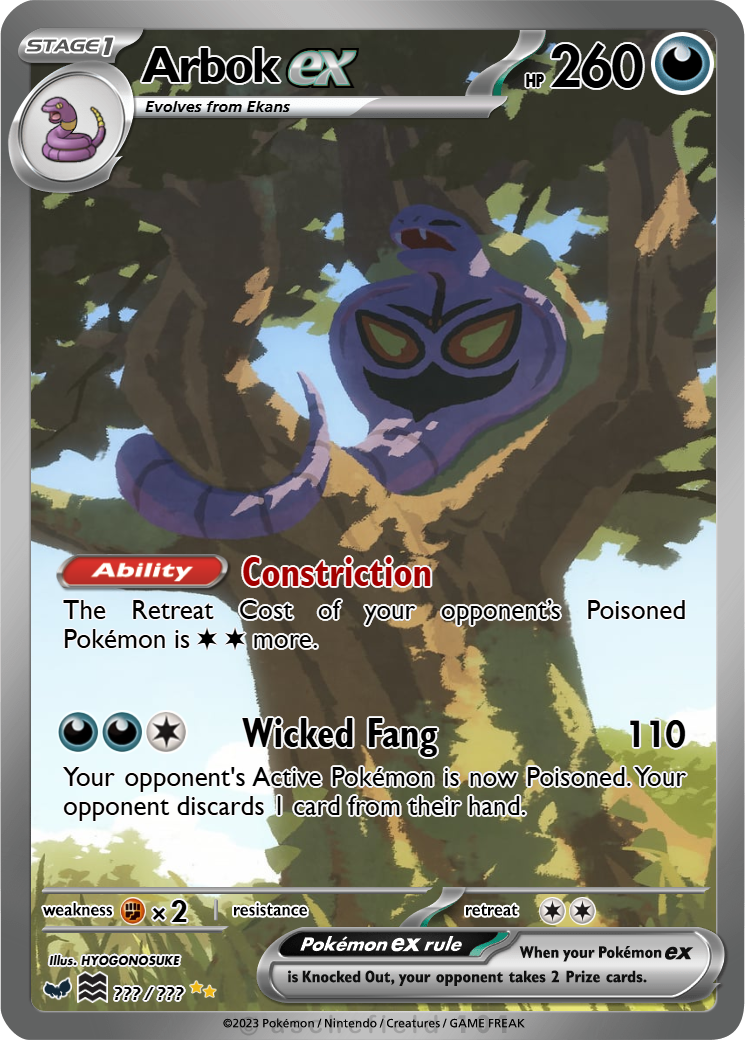 STAGE1
Arbok ex
HP 260
Evolves from Ekans
Ability Constriction
The Retreat Cost of your opponent's Poisoned
Pokémon is more.
Wicked Fang 110
Your opponent's Active Pokémon is now Poisoned. Your
opponent discards 1 card from their hand.
weakness ×2 resistance retreat
Pokémon ex rule When your Pokémon ex
is Knocked Out, your opponent takes 2 Prize cards.
Illus. HYOGONOSUKE
??? / ???
©2023 Pokémon / Nintendo / Creatures / GAME FREAK